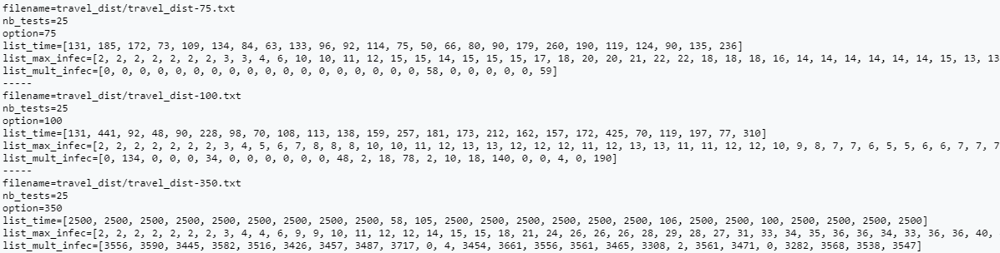 filename=travel_dist/travel_dist-75.txt
nb_tests=25
option=75
list_time=[131, 185, 172, 73, 109, 134, 84, 63, 133, 96, 92, 114, 75, 50, 66, 80, 90, 179, 260, 190, 119, 124, 90, 135, 236]
list_max_infec=[2, 2, 2, 2, 2, 2, 2, 3, 3, 4, 6, 10, 10, 11, 12, 15, 15, 14, 15, 15, 15, 17, 18, 20, 20, 21, 22, 22, 18, 18, 18, 16, 14, 14, 14, 14, 14, 14, 15, 13, 13
list_mult_infec=[0, 0, 0, 0, 0, 0, 0, 0, 0, 0, 0, 0, 0, 0, 0, 0, 0, 0, 58, 0, 0, 0, 0, 0, 59]
-----
filename=travel_dist/travel_dist-100.txt
nb_tests=25
option=100
list_time=[131, 441, 92, 48, 90, 228, 98, 70, 108, 113, 138, 159, 257, 181, 173, 212, 162, 157, 172, 425, 70, 119, 197, 77, 310]
list_max_infec=[2, 2, 2, 2, 2, 2, 2, 3, 4, 5, 6, 7, 8, 8, 8, 10, 10, 11, 12, 13, 13, 12, 12, 12, 11, 12, 13, 13, 11, 11, 12, 12, 10, 9, 8, 7, 7, 6, 5, 5, 6, 6, 7, 7, 7
list_mult_infec=[0, 134, 0, 0, 0, 34, 0, 0, 0, 0, 0, 0, 48, 2, 18, 78, 2, 10, 18, 140, 0, 0, 4, 0, 190]
-----
filename=travel_dist/travel_dist-350.txt
nb_tests=25
option=350
list_time=[2500, 2500, 2500, 2500, 2500, 2500, 2500, 2500, 2500, 58, 105, 2500, 2500, 2500, 2500, 2500, 2500, 106, 2500, 2500, 100, 2500, 2500, 2500, 2500]
list_max_infec=[2, 2, 2, 2, 2, 2, 2, 3, 4, 4, 6, 9, 9, 10, 11, 12, 12, 14, 15, 15, 18, 21, 24, 26, 26, 26, 28, 29, 28, 27, 31, 33, 34, 35, 36, 36, 34, 33, 36, 36, 40,
list_mult_infec=[3556, 3590, 3445, 3582, 3516, 3426, 3457, 3487, 3717, 0, 4, 3454, 3661, 3556, 3561, 3465, 3308, 2, 3561, 3471, 0, 3282, 3568, 3538, 3547]